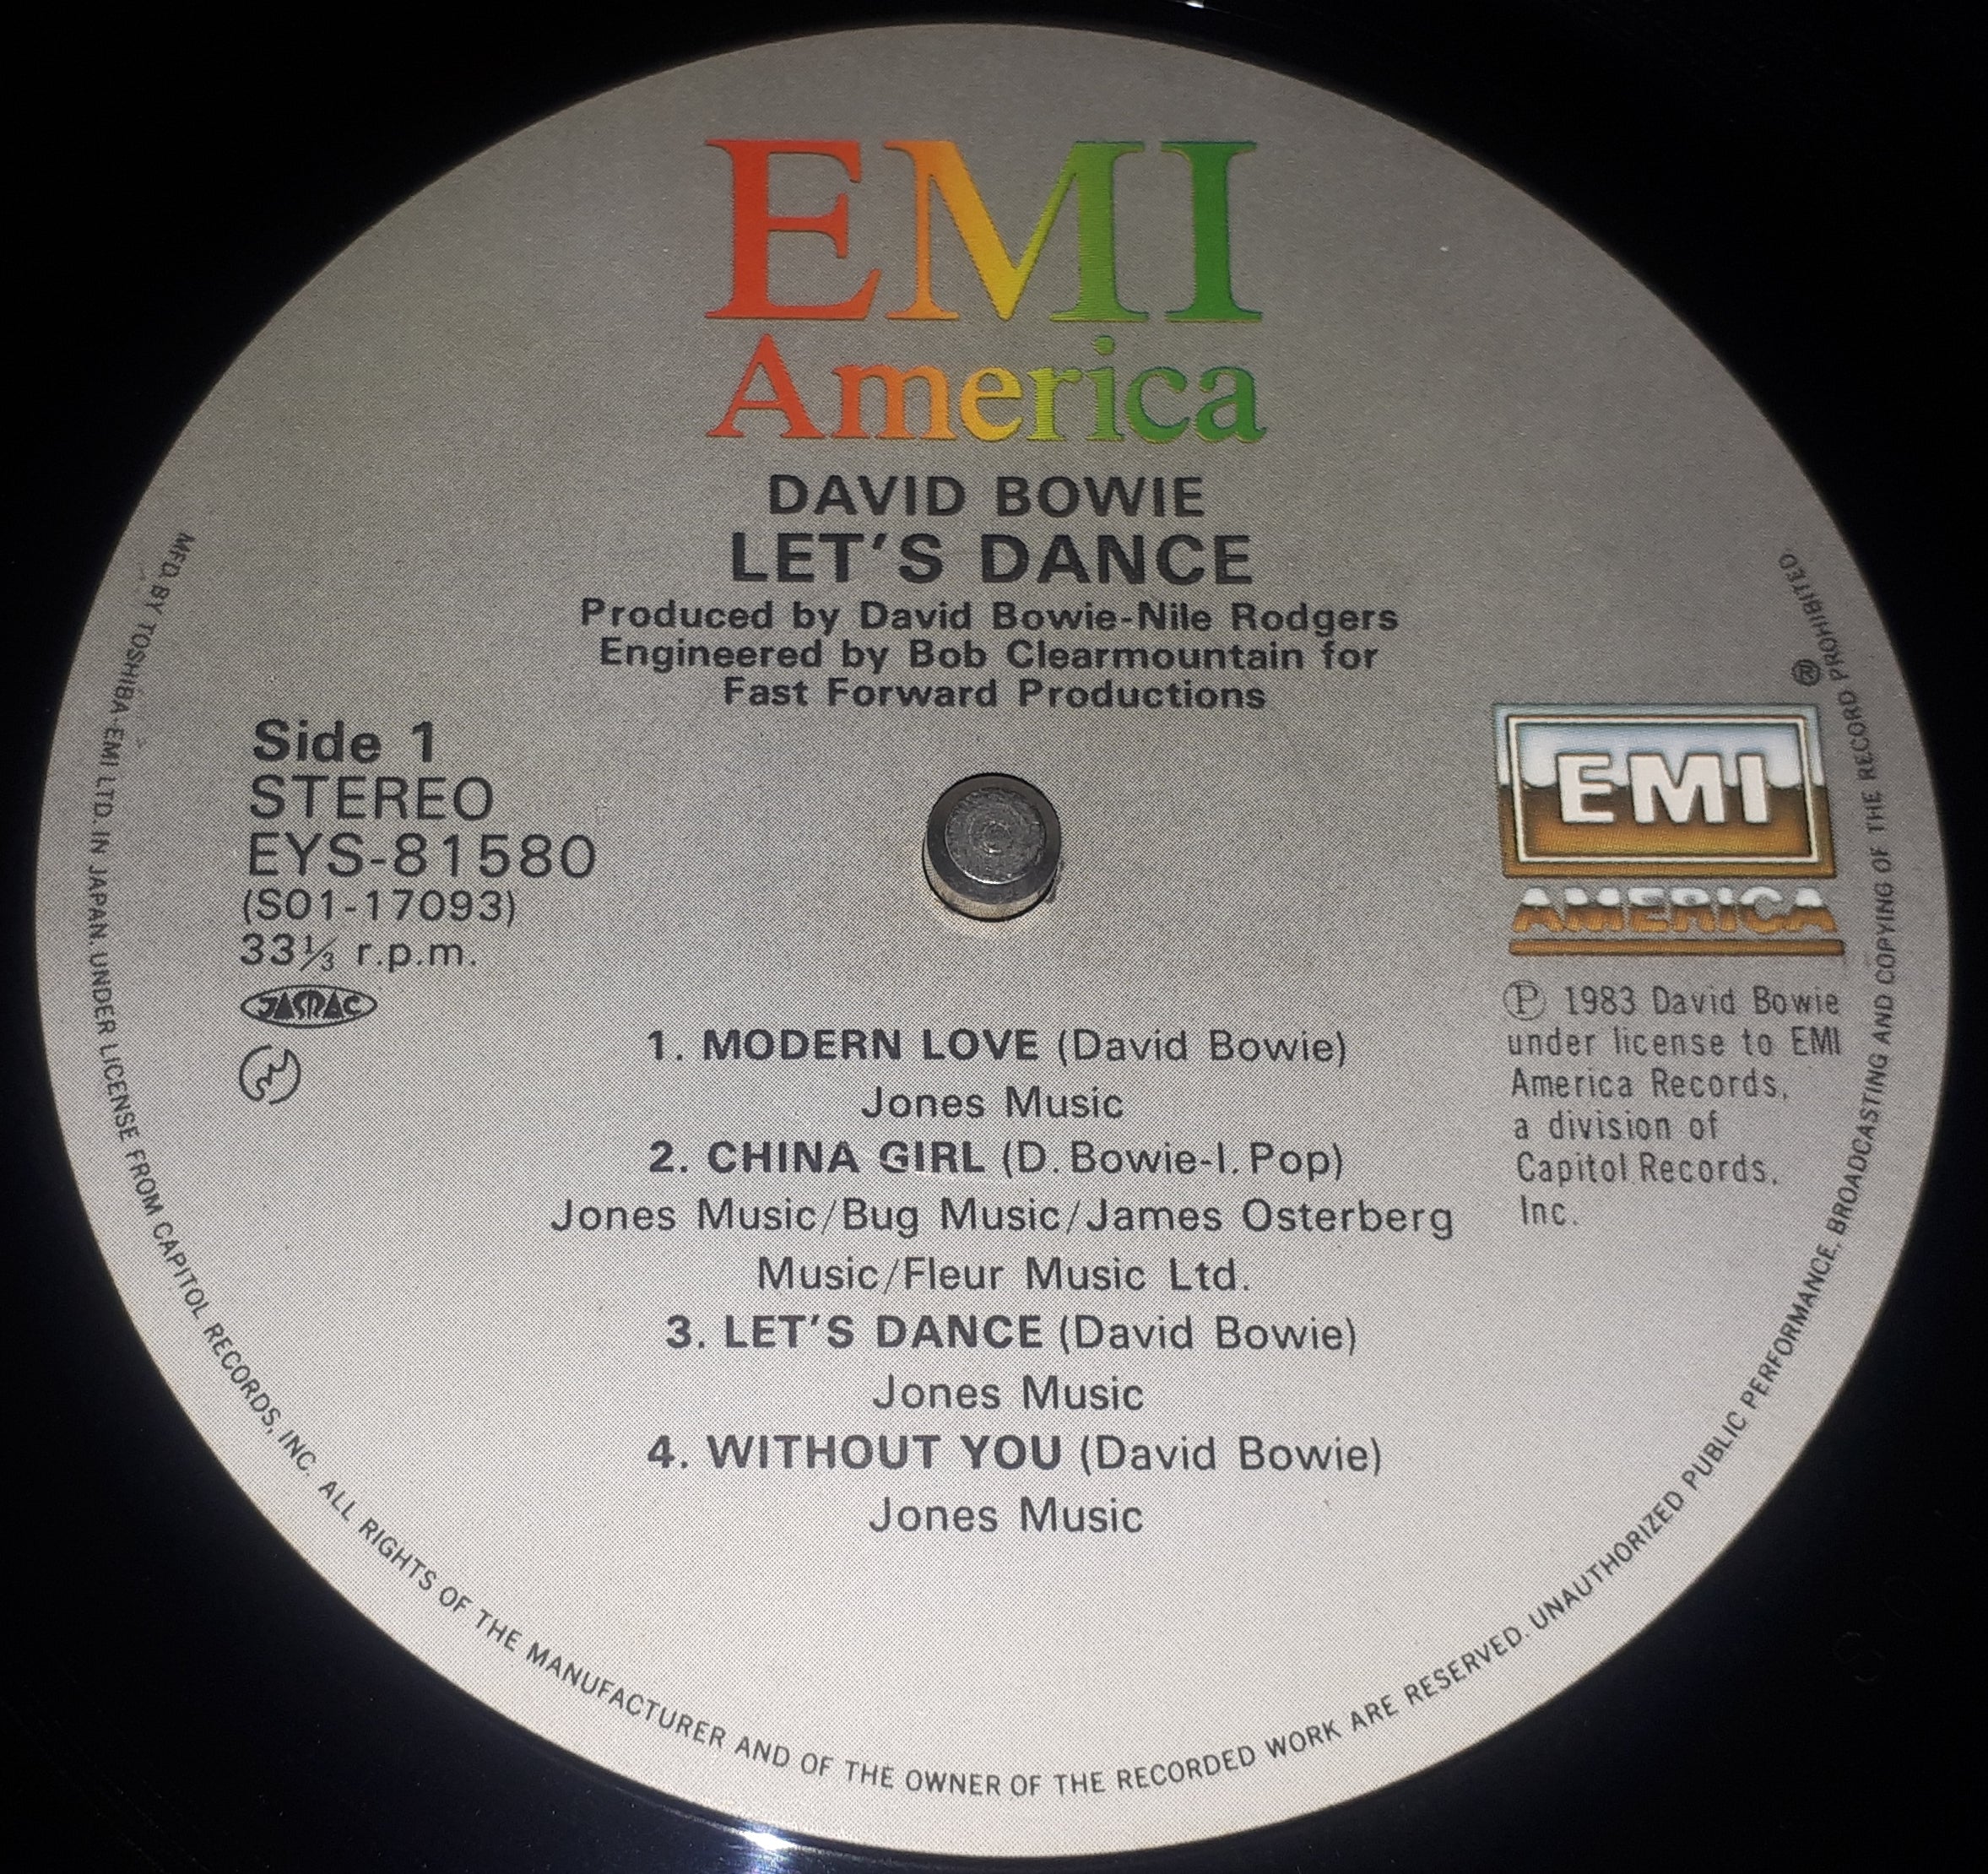 EMI
America
DAVID BOWIE
LET'S DANCE
Produced by David Bowie-Nile Rodgers
Engineered by Bob Clearmountain for
Fast Forward Productions
Side 1
STEREO
EYS-81580
(S01-17093)
33⅓ r.p.m.
JASRAC
®
EMI
AMERICA
Ⓟ 1983 David Bowie
under license to EMI
America Records,
a division of
Capitol Records,
Inc.
1. MODERN LOVE (David Bowie)
Jones Music
2. CHINA GIRL (D. Bowie-I. Pop)
Jones Music/Bug Music/James Osterberg
Music/Fleur Music Ltd.
3. LET'S DANCE (David Bowie)
Jones Music
4. WITHOUT YOU (David Bowie)
Jones Music
MFD. BY TOSHIBA-EMI LTD. IN JAPAN. UNDER LICENSE FROM CAPITOL RECORDS, INC. ALL RIGHTS OF THE MANUFACTURER AND OF THE OWNER OF THE RECORDED WORK ARE RESERVED. UNAUTHORIZED PUBLIC PERFORMANCE, BROADCASTING AND COPYING OF THE RECORD PROHIBITED.